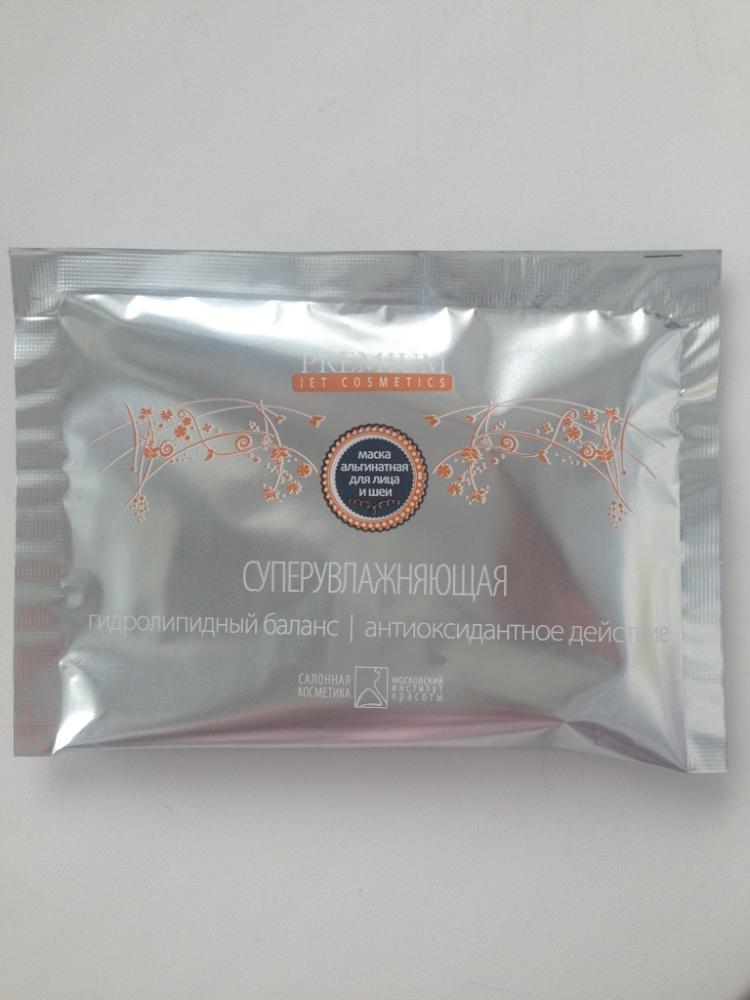 PREMIUM
JET COSMETICS
маска
альгинатная
для лица
и шеи
СУПЕРУВЛАЖНЯЮЩАЯ
гидролипидный баланс | антиоксидантное действие
САЛОННАЯ
КОСМЕТИКА
МОСКОВСКИЙ
ИНСТИТУТ
КРАСОТЫ